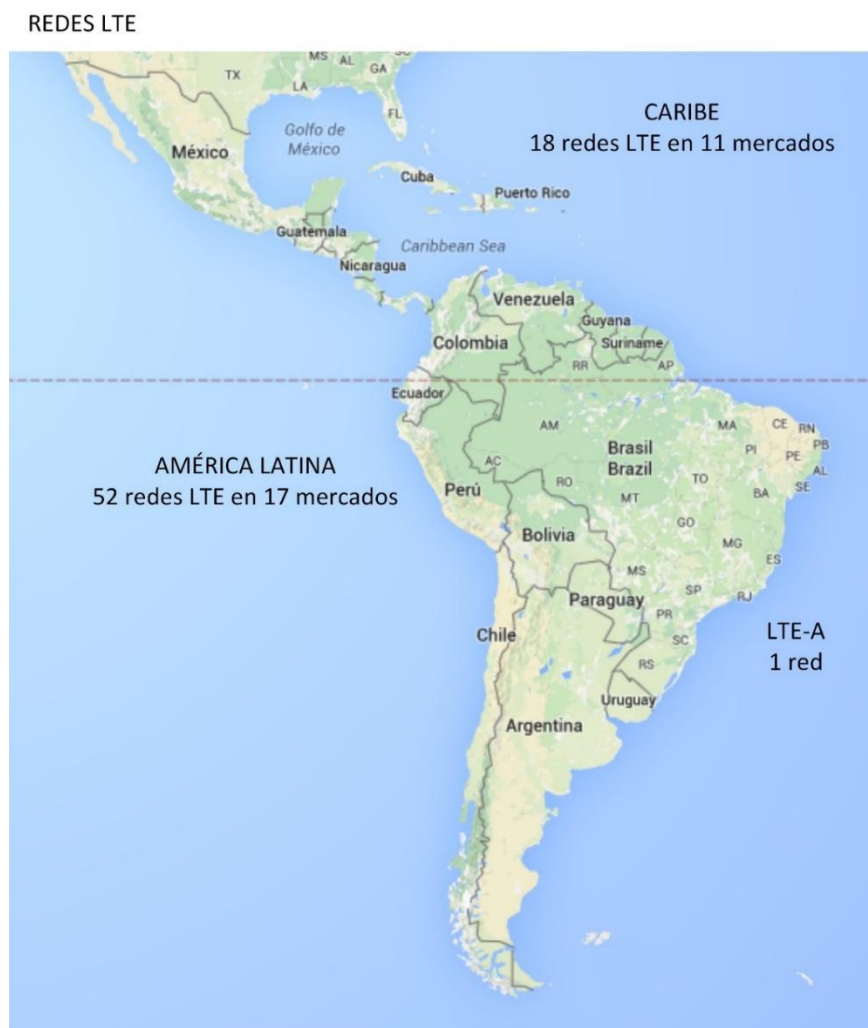 REDES LTE
MS
AL
GA
TX
LA
FL
CARIBE
18 redes LTE en 11 mercados
Golfo de
México
México
Cuba
Puerto Rico
Guatemala
Caribbean Sea
Nicaragua
Venezuela
Guyana
Colombia
Suriname
RR
AP
Ecuador
AM
MA
CE
RN
Brasil
Brazil
PI
PB
PE
AL
AMÉRICA LATINA
52 redes LTE en 17 mercados
AC
Perú
RO
TO
SE
MT
BA
GO
Bolivia
MG
ES
MS
SP
RJ
Paraguay
PR
Chile
SC
LTE-A
1 red
RS
Uruguay
Argentina